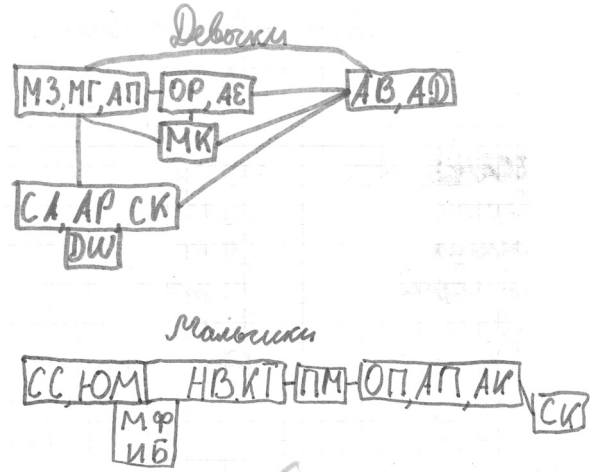 Девочки
МЗ, МГ, АП ОР, АЕ АВ, АД
МК
СА, АР, СК
DW
Мальчики
СС, ЮМ НВ, КГ ПМ ОП, АП, АК
СК
МФ
ИБ